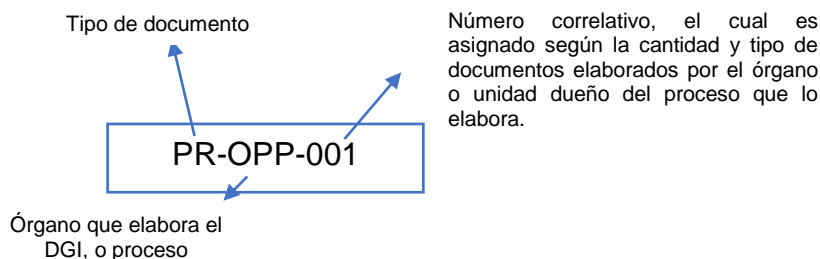 Tipo de documento
Número correlativo, el cual es
asignado según la cantidad y tipo de
documentos elaborados por el órgano
o unidad dueño del proceso que lo
elabora.
PR-OPP-001
Órgano que elabora el
DGI, o proceso